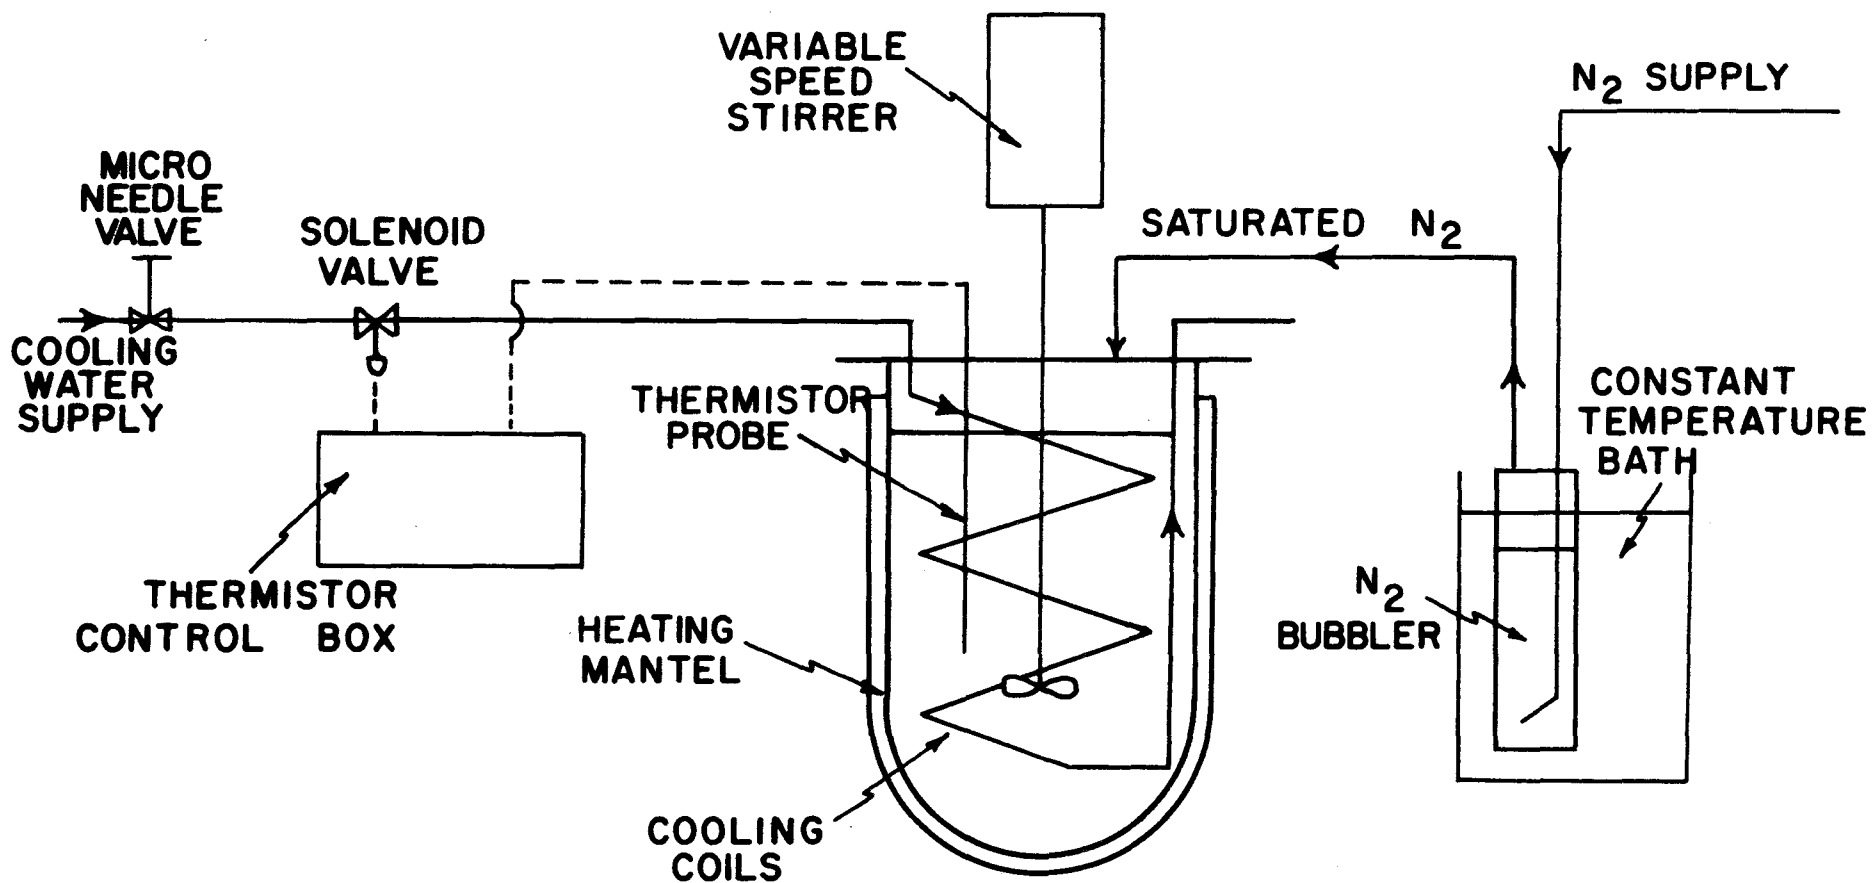 VARIABLE
SPEED
STIRRER
N2 SUPPLY
MICRO
NEEDLE
VALVE
SOLENOID
VALVE
SATURATED N2
COOLING
WATER
SUPPLY
THERMISTOR
PROBE
CONSTANT
TEMPERATURE
BATH
THERMISTOR
CONTROL BOX
HEATING
MANTEL
N2
BUBBLER
COOLING
COILS